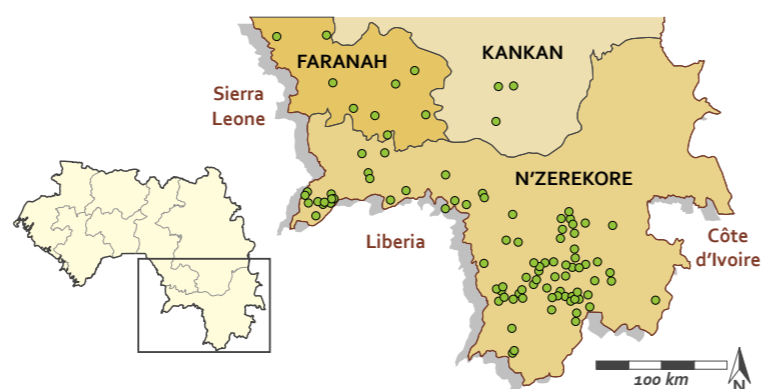 FARANAH
KANKAN
Sierra
Leone
N'ZEREKORE
Liberia
Côte
d'Ivoire
100 km
N